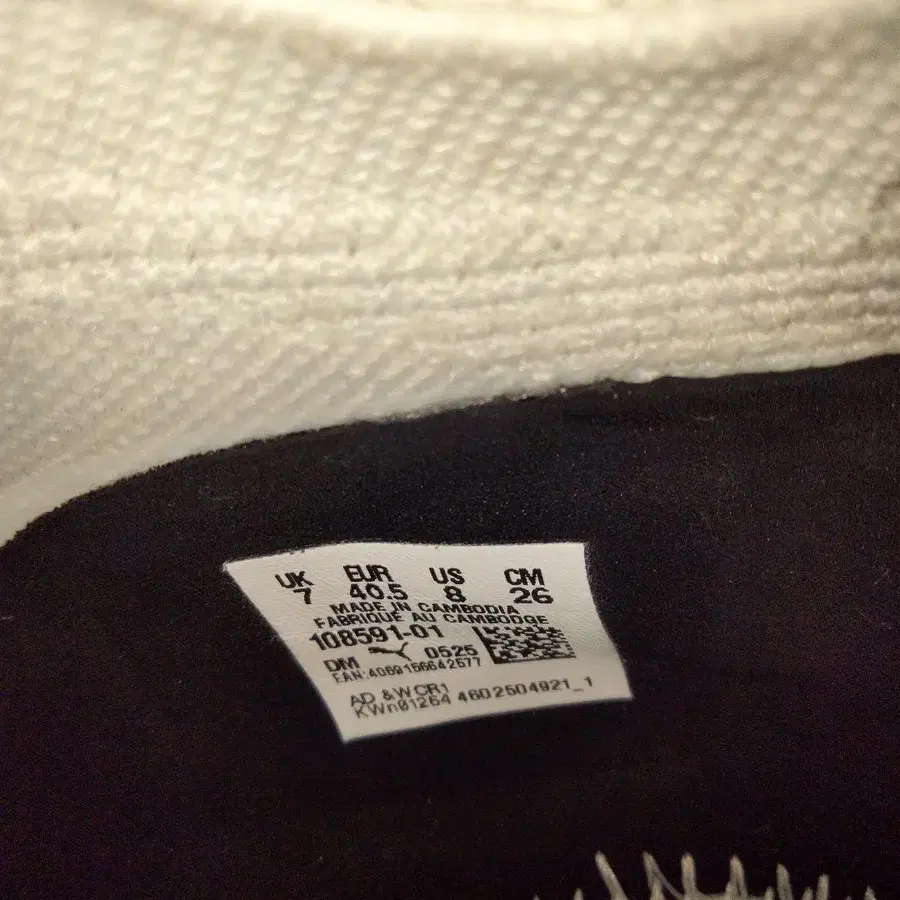 UK EUR US CM
7 40.5 8 26
MADE IN CAMBODIA
FABRIQUÉ AU CAMBODGE
108591-01
DM 0525
EAN:4069156642577
AD &WCR1
KWn01264 4602504921_1